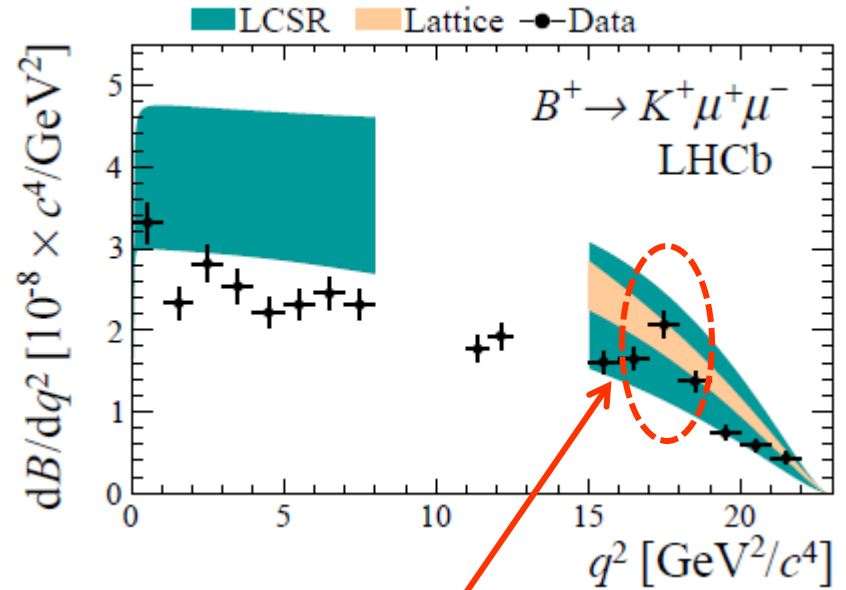 LCSR Lattice Data
dB/dq² [10⁻⁸ × c⁴/GeV²]
5
4
3
2
1
0
B⁺→ K⁺μ⁺μ⁻
LHCb
0 5 10 15 20
q² [GeV²/c⁴]